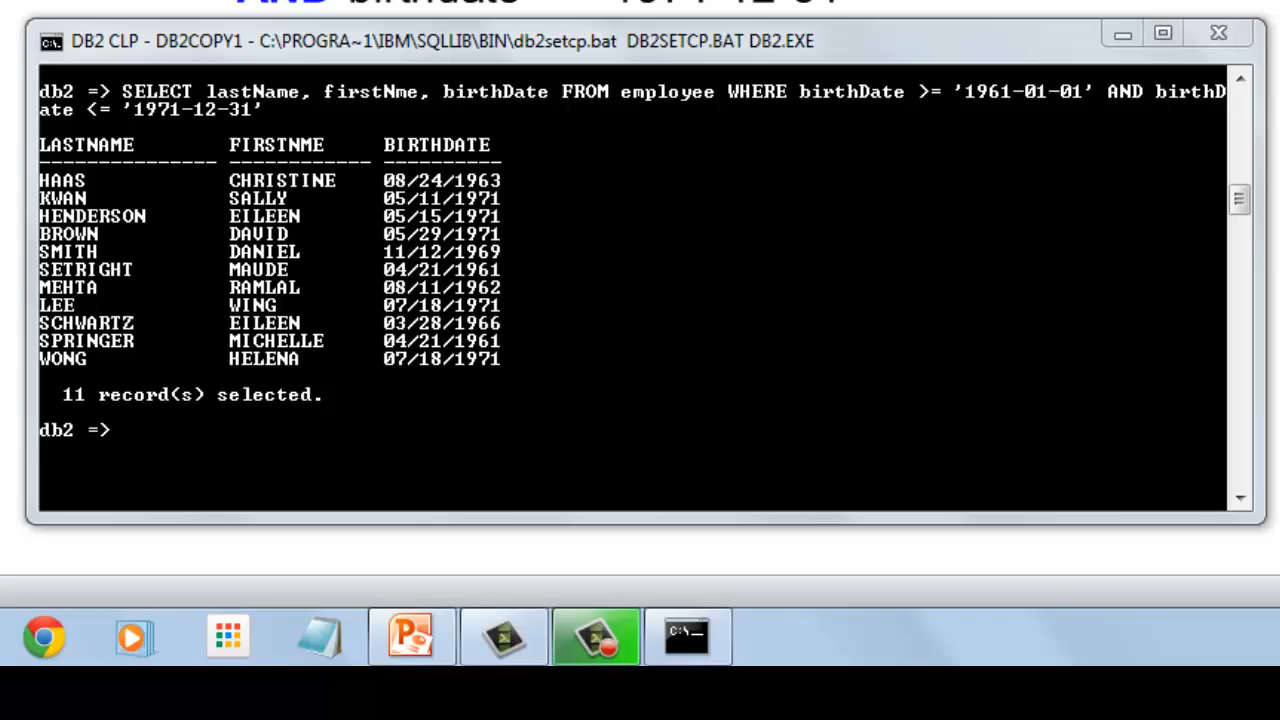 AND birthdate
DB2 CLP - DB2COPY1 - C:\PROGRA~1\IBM\SQLLIB\BIN\db2setcp.bat DB2SETCP.BAT DB2.EXE
db2 => SELECT lastName, firstNme, birthDate FROM employee WHERE birthDate >= '1961-01-01' AND birthD
ate <= '1971-12-31'
LASTNAME FIRSTNME BIRTHDATE
--------------- ------------ ----------
HAAS CHRISTINE 08/24/1963
KWAN SALLY 05/11/1971
HENDERSON EILEEN 05/15/1971
BROWN DAVID 05/29/1971
SMITH DANIEL 11/12/1969
SETRIGHT MAUDE 04/21/1961
MEHTA RAMLAL 08/11/1962
LEE WING 07/18/1971
SCHWARTZ EILEEN 03/28/1966
SPRINGER MICHELLE 04/21/1961
WONG HELENA 07/18/1971
11 record(s) selected.
db2 =>